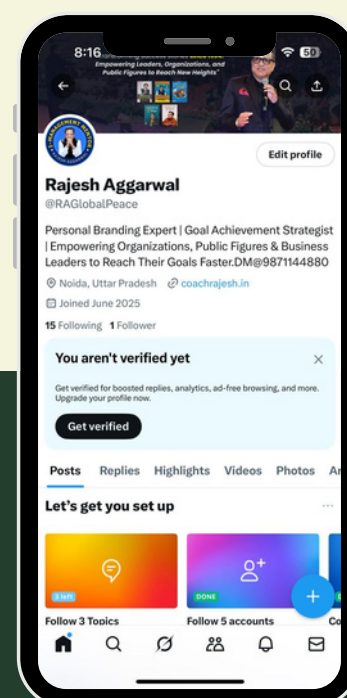 8:16
50
Empowering Leaders, Organizations, and
Public Figures to Reach New Heights"
Edit profile
Rajesh Aggarwal
@RAGlobalPeace
Personal Branding Expert | Goal Achievement Strategist
| Empowering Organizations, Public Figures & Business
Leaders to Reach Their Goals Faster.DM@9871144880
Noida, Uttar Pradesh coachrajesh.in
Joined June 2025
15 Following 1 Follower
You aren't verified yet
Get verified for boosted replies, analytics, ad-free browsing, and more.
Upgrade your profile now.
Get verified
Posts Replies Highlights Videos Photos Ar
Let's get you set up
3 left
DONE
Follow 3 Topics Follow 5 accounts Co